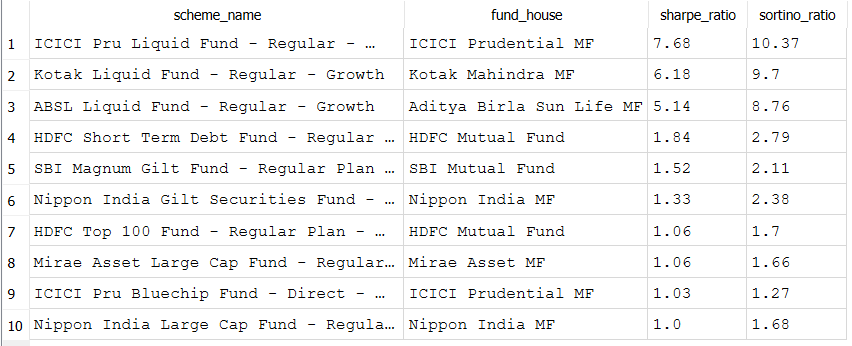 scheme_name fund_house sharpe_ratio sortino_ratio
1 ICICI Pru Liquid Fund - Regular - … ICICI Prudential MF 7.68 10.37
2 Kotak Liquid Fund - Regular - Growth Kotak Mahindra MF 6.18 9.7
3 ABSL Liquid Fund - Regular - Growth Aditya Birla Sun Life MF 5.14 8.76
4 HDFC Short Term Debt Fund - Regular … HDFC Mutual Fund 1.84 2.79
5 SBI Magnum Gilt Fund - Regular Plan … SBI Mutual Fund 1.52 2.11
6 Nippon India Gilt Securities Fund - … Nippon India MF 1.33 2.38
7 HDFC Top 100 Fund - Regular Plan - … HDFC Mutual Fund 1.06 1.7
8 Mirae Asset Large Cap Fund - Regular… Mirae Asset MF 1.06 1.66
9 ICICI Pru Bluechip Fund - Direct - … ICICI Prudential MF 1.03 1.27
10 Nippon India Large Cap Fund - Regula… Nippon India MF 1.0 1.68